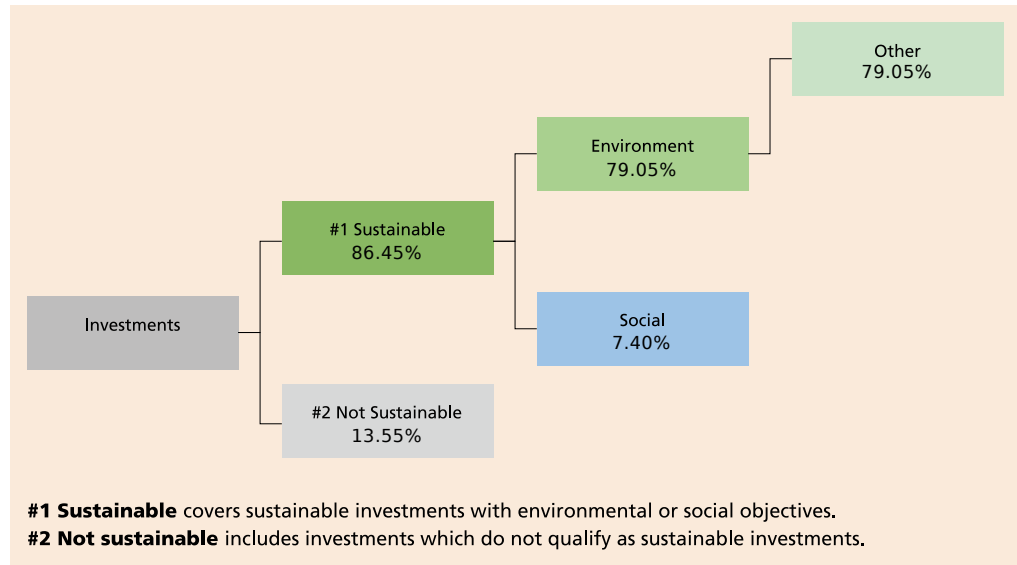 Other
79.05%
Environment
79.05%
#1 Sustainable
86.45%
Social
7.40%
Investments
#2 Not Sustainable
13.55%
#1 Sustainable covers sustainable investments with environmental or social objectives.
#2 Not sustainable includes investments which do not qualify as sustainable investments.